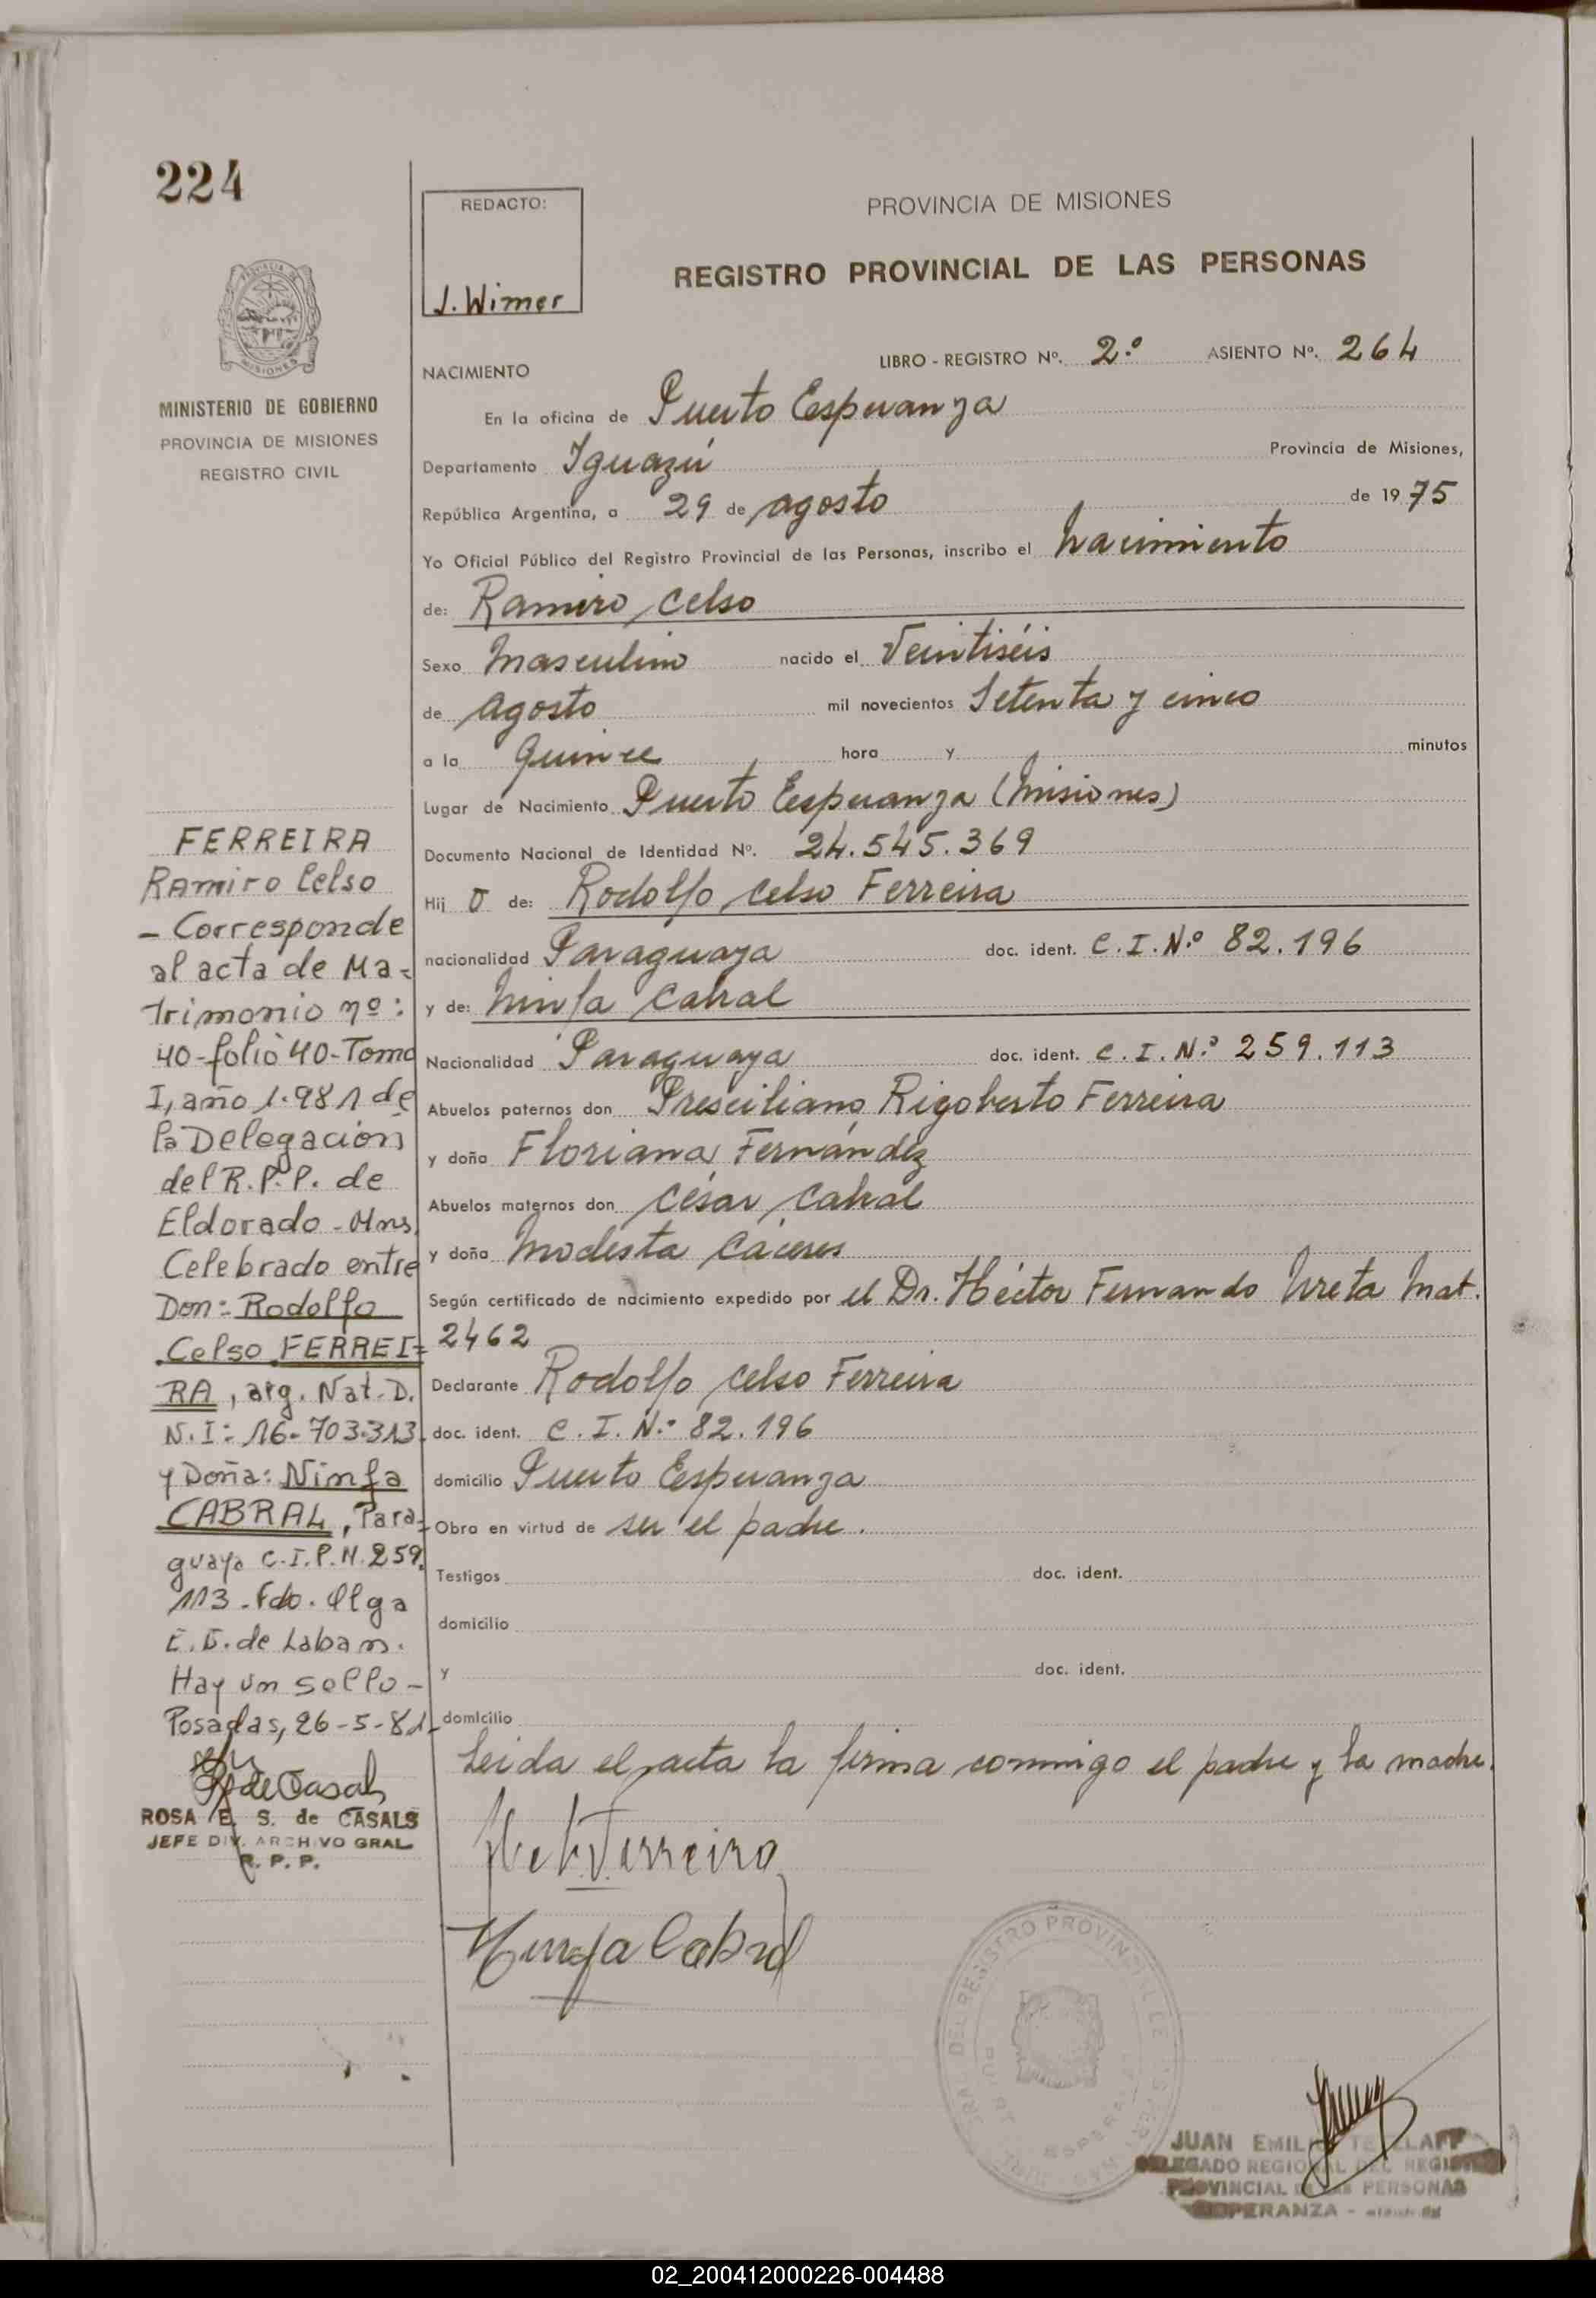 224
REDACTO:
J. Wimer
PROVINCIA DE MISIONES
REGISTRO PROVINCIAL DE LAS PERSONAS
MISIONES
MINISTERIO DE GOBIERNO
PROVINCIA DE MISIONES
REGISTRO CIVIL
NACIMIENTO
LIBRO - REGISTRO Nº. 2.º ASIENTO Nº. 264
En la oficina de Puerto Esperanza
Departamento Iguazú Provincia de Misiones,
República Argentina, a 29 de agosto de 1975
Yo Oficial Público del Registro Provincial de las Personas, inscribo el Nacimiento
de: Ramiro Celso
Sexo Masculino nacido el Veintiséis
de agosto mil novecientos Setenta y cinco
a la Quince hora y minutos
Lugar de Nacimiento Puerto Esperanza (Misiones)
Documento Nacional de Identidad Nº. 24.545.369
Hij o de: Rodolfo Celso Ferreira
nacionalidad Paraguaya doc. ident. C.I.N.º 82.196
y de: Ninfa Cabral
Nacionalidad Paraguaya doc. ident. C.I.N.º 259.113
Abuelos paternos don Presciliano Rigoberto Ferreira
y doña Floriana Fernández
Abuelos maternos don César Cabral
y doña Modesta Cáceres
Según certificado de nacimiento expedido por el Dr. Héctor Fernando Ureta Mat.
2462
Declarante Rodolfo Celso Ferreira
doc. ident. C.I.N.º 82.196
domicilio Puerto Esperanza
Obra en virtud de ser el padre.
Testigos doc. ident.
domicilio
y doc. ident.
domicilio
Leida el acta la firma conmigo el padre y la madre.
Ferreira
Ninfa Cabral
FERREIRA
Ramiro Celso
- Corresponde
al acta de Ma=
trimonio nº:
40-folio 40-Tomo
I, año 1.981 de
la Delegación
del R.P.P. de
Eldorado - Mns.
Celebrado entre
Don: Rodolfo
Celso FERREI=
RA, arg. Nat. D.
N.I: 16-703.313
y Doña: Ninfa
CABRAL, Para=
guaya C.I.P.N. 259.
113 - Fdo. Olga
E. G. de Laban.
Hay un sello -
Posadas, 26-5-81-
de Casals
ROSA E. S. de CASALS
JEFE DIV. ARCHIVO GRAL
R. P. P.
JUAN EMILIO
DELEGADO REGIONAL DEL REGISTRO
PROVINCIAL DE LAS PERSONAS
ESPERANZA -
02_200412000226-004488